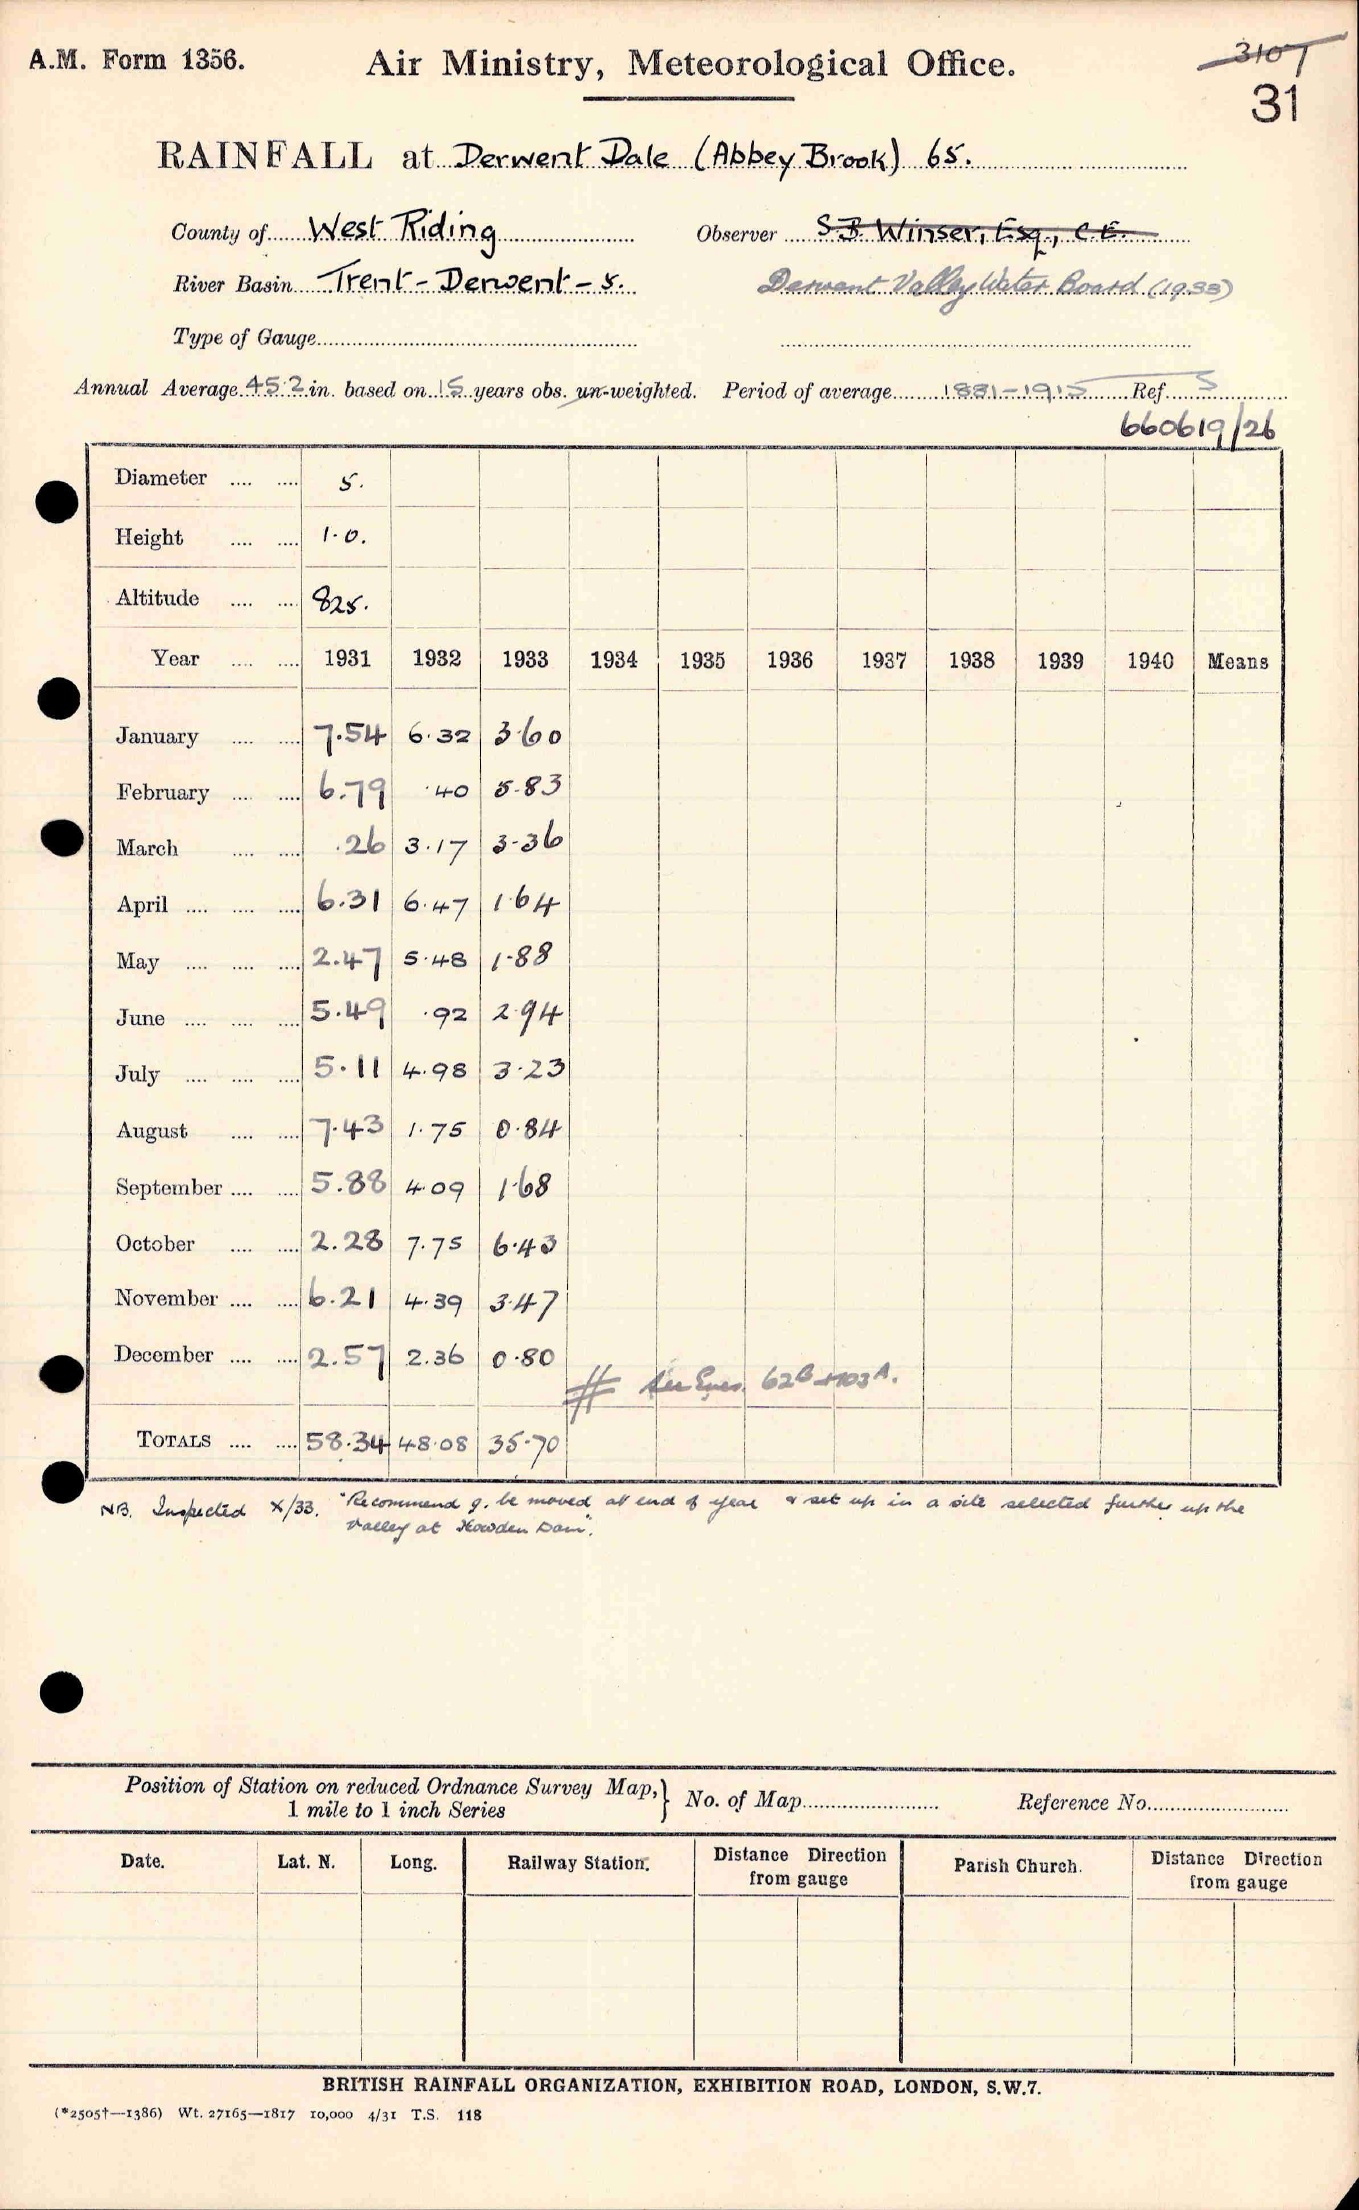 A.M. Form 1356.
Air Ministry, Meteorological Office.
3107
31
RAINFALL at Derwent Dale (Abbey Brook) 65.
County of West Riding Observer S.B. Winser, Esq., C.E.
River Basin Trent - Derwent - 5. Derwent Valley Water Board (1933)
Type of Gauge
Annual Average 45.2 in. based on 15 years obs. un-weighted. Period of average 1881-1915 Ref. S
660619/26
Diameter .... .... 5.
Height .... .... 1.0.
Altitude .... .... 825.
Year .... .... 1931 1932 1933 1934 1935 1936 1937 1938 1939 1940 Means
January .... .... 7.54 6.32 3.60
February .... .... 6.79 .40 5.83
March .... .... .26 3.17 3.36
April .... .... .... 6.31 6.47 1.64
May .... .... .... 2.47 5.48 1.88
June .... .... .... 5.49 .92 2.94
July .... .... .... 5.11 4.98 3.23
August .... .... 7.43 1.75 0.84
September .... .... 5.88 4.09 1.68
October .... .... 2.28 7.75 6.43
November .... .... 6.21 4.39 3.47
December .... .... 2.57 2.36 0.80
62B 103A.
TOTALS .... .... 58.34 48.08 35.70
NB. Inspected X/33. "Recommend g. be moved at end of year & set up in a site selected further up the
Valley at Howden Dam".
Position of Station on reduced Ordnance Survey Map,
1 mile to 1 inch Series } No. of Map Reference No.
Date. Lat. N. Long. Railway Station. Distance Direction from gauge Parish Church. Distance Direction from gauge
BRITISH RAINFALL ORGANIZATION, EXHIBITION ROAD, LONDON, S.W.7.
(*2505†—1386) Wt. 27165—1817 10,000 4/31 T.S. 118